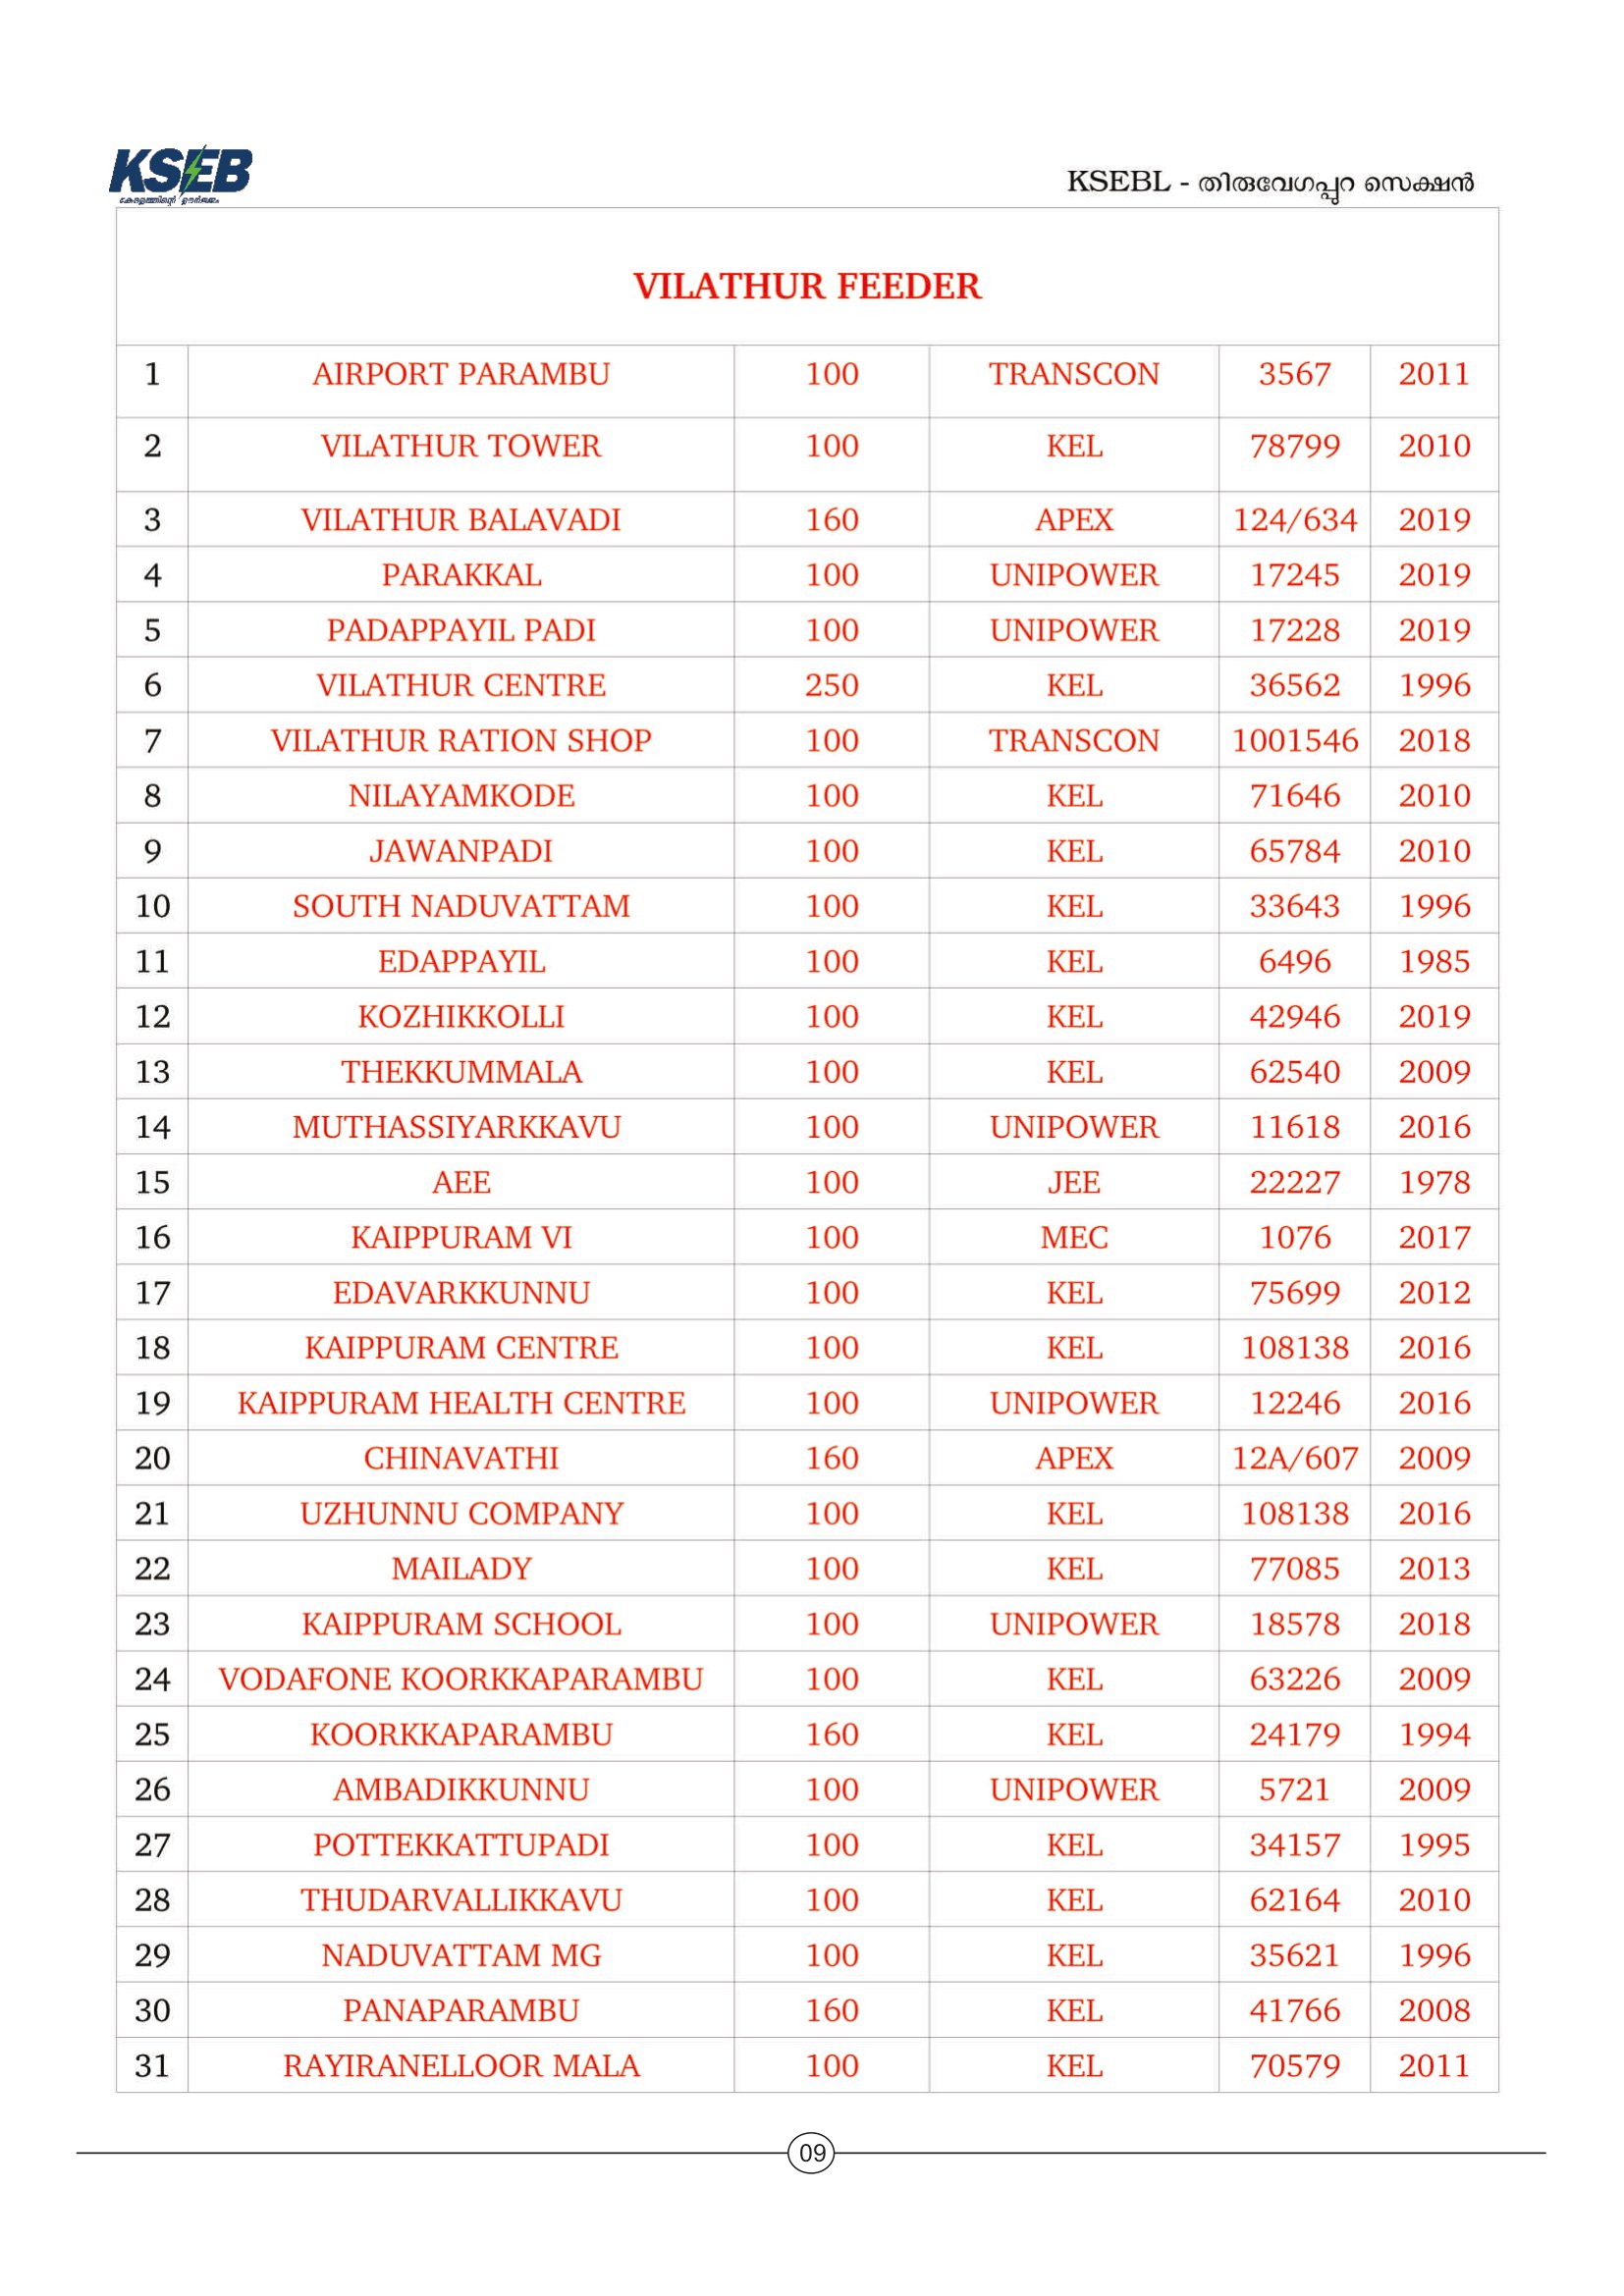 KSEB
കേരളത്തിന്റെ ഊർജ്ജം
KSEBL - തിരുവേഗപ്പുറ സെക്ഷൻ
VILATHUR FEEDER
1 AIRPORT PARAMBU 100 TRANSCON 3567 2011
2 VILATHUR TOWER 100 KEL 78799 2010
3 VILATHUR BALAVADI 160 APEX 124/634 2019
4 PARAKKAL 100 UNIPOWER 17245 2019
5 PADAPPAYIL PADI 100 UNIPOWER 17228 2019
6 VILATHUR CENTRE 250 KEL 36562 1996
7 VILATHUR RATION SHOP 100 TRANSCON 1001546 2018
8 NILAYAMKODE 100 KEL 71646 2010
9 JAWANPADI 100 KEL 65784 2010
10 SOUTH NADUVATTAM 100 KEL 33643 1996
11 EDAPPAYIL 100 KEL 6496 1985
12 KOZHIKKOLLI 100 KEL 42946 2019
13 THEKKUMMALA 100 KEL 62540 2009
14 MUTHASSIYARKKAVU 100 UNIPOWER 11618 2016
15 AEE 100 JEE 22227 1978
16 KAIPPURAM VI 100 MEC 1076 2017
17 EDAVARKKUNNU 100 KEL 75699 2012
18 KAIPPURAM CENTRE 100 KEL 108138 2016
19 KAIPPURAM HEALTH CENTRE 100 UNIPOWER 12246 2016
20 CHINAVATHI 160 APEX 12A/607 2009
21 UZHUNNU COMPANY 100 KEL 108138 2016
22 MAILADY 100 KEL 77085 2013
23 KAIPPURAM SCHOOL 100 UNIPOWER 18578 2018
24 VODAFONE KOORKKAPARAMBU 100 KEL 63226 2009
25 KOORKKAPARAMBU 160 KEL 24179 1994
26 AMBADIKKUNNU 100 UNIPOWER 5721 2009
27 POTTEKKATTUPADI 100 KEL 34157 1995
28 THUDARVALLIKKAVU 100 KEL 62164 2010
29 NADUVATTAM MG 100 KEL 35621 1996
30 PANAPARAMBU 160 KEL 41766 2008
31 RAYIRANELLOOR MALA 100 KEL 70579 2011
09